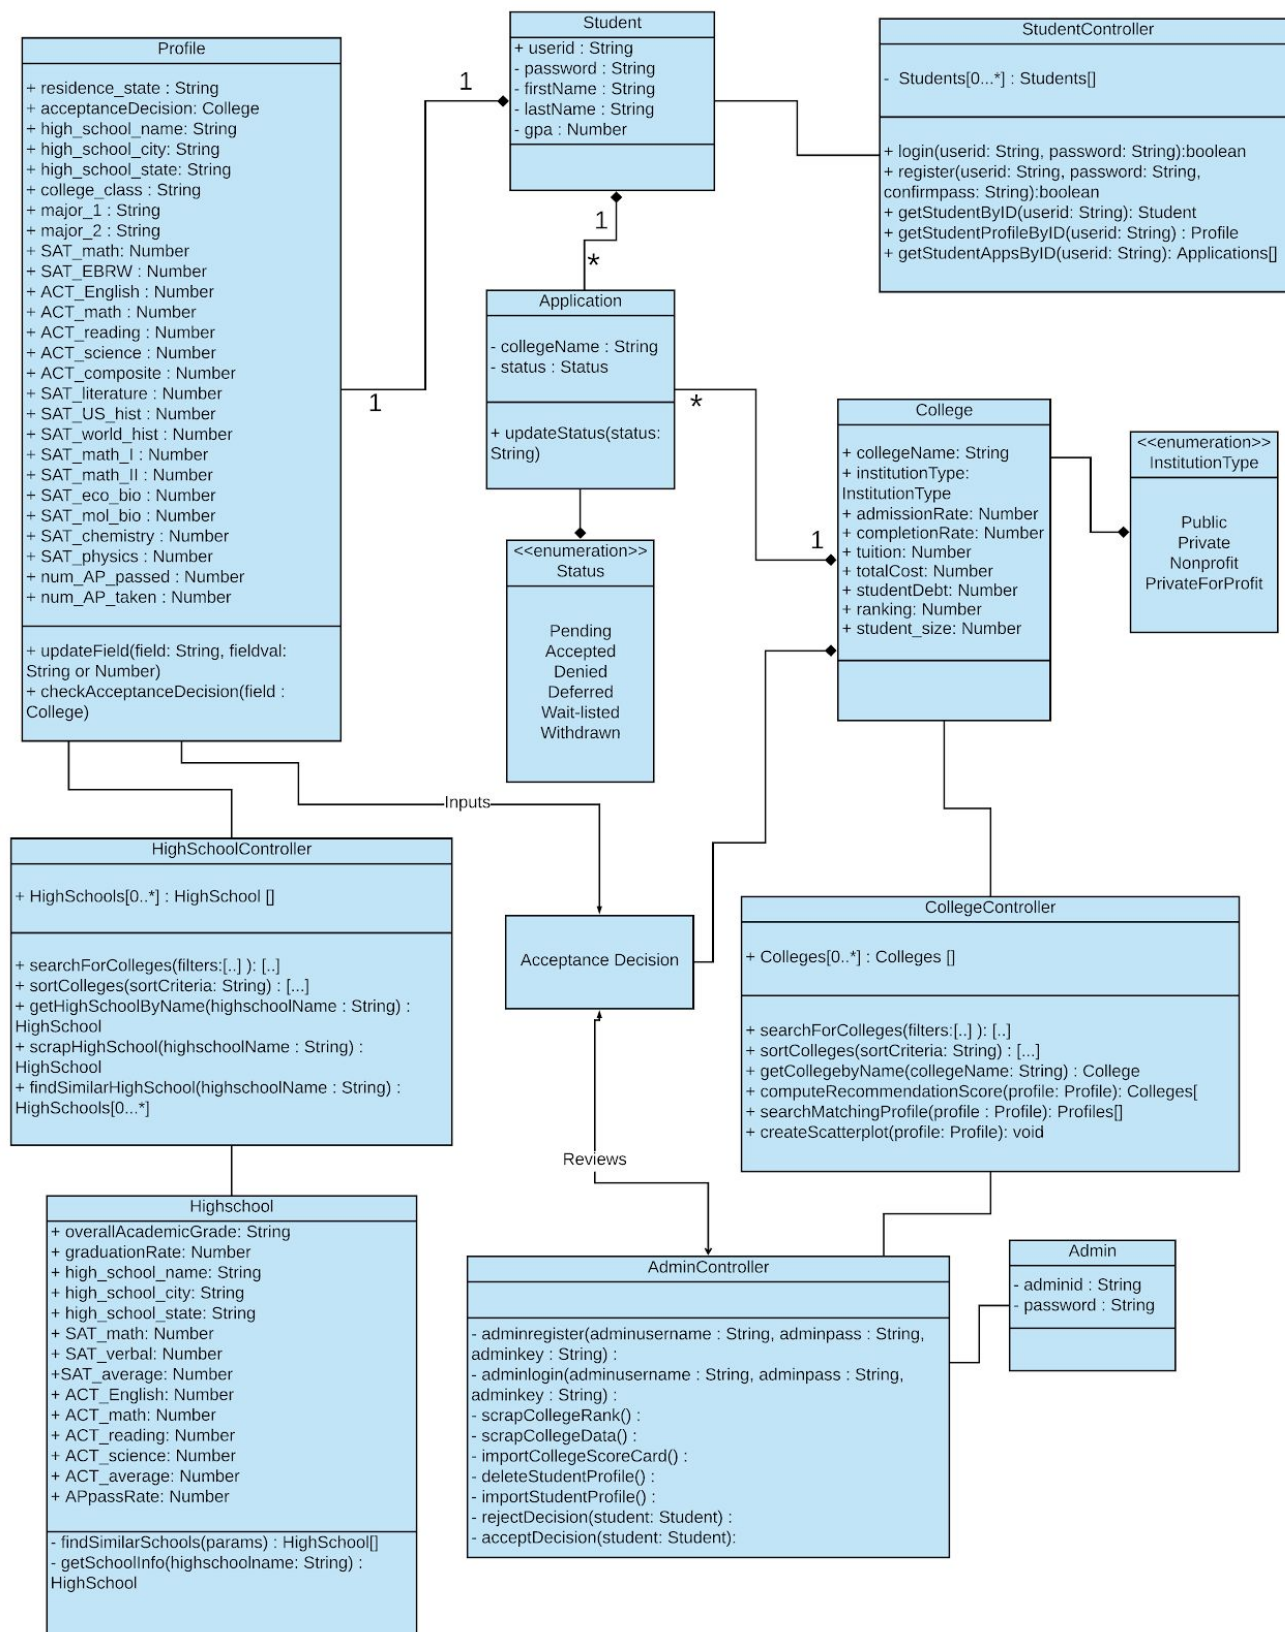 Profile
+ residence_state : String
+ acceptanceDecision: College
+ high_school_name: String
+ high_school_city: String
+ high_school_state: String
+ college_class : String
+ major_1 : String
+ major_2 : String
+ SAT_math: Number
+ SAT_EBRW : Number
+ ACT_English : Number
+ ACT_math : Number
+ ACT_reading : Number
+ ACT_science : Number
+ ACT_composite : Number
+ SAT_literature : Number
+ SAT_US_hist : Number
+ SAT_world_hist : Number
+ SAT_math_I : Number
+ SAT_math_II : Number
+ SAT_eco_bio : Number
+ SAT_mol_bio : Number
+ SAT_chemistry : Number
+ SAT_physics : Number
+ num_AP_passed : Number
+ num_AP_taken : Number
+ updateField(field: String, fieldval:
String or Number)
+ checkAcceptanceDecision(field :
College)
1
1
Student
+ userid : String
- password : String
- firstName : String
- lastName : String
- gpa : Number
1
*
StudentController
- Students[0...*] : Students[]
+ login(userid: String, password: String):boolean
+ register(userid: String, password: String,
confirmpass: String):boolean
+ getStudentByID(userid: String): Student
+ getStudentProfileByID(userid: String) : Profile
+ getStudentAppsByID(userid: String): Applications[]
Application
- collegeName : String
- status : Status
+ updateStatus(status:
String)
*
1
<<enumeration>>
Status
Pending
Accepted
Denied
Deferred
Wait-listed
Withdrawn
College
+ collegeName: String
+ institutionType:
InstitutionType
+ admissionRate: Number
+ completionRate: Number
+ tuition: Number
+ totalCost: Number
+ studentDebt: Number
+ ranking: Number
+ student_size: Number
<<enumeration>>
InstitutionType
Public
Private
Nonprofit
PrivateForProfit
Inputs
HighSchoolController
+ HighSchools[0..*] : HighSchool []
+ searchForColleges(filters:[..] ): [..]
+ sortColleges(sortCriteria: String) : [...]
+ getHighSchoolByName(highschoolName : String) :
HighSchool
+ scrapHighSchool(highschoolName : String) :
HighSchool
+ findSimilarHighSchool(highschoolName : String) :
HighSchools[0...*]
Acceptance Decision
CollegeController
+ Colleges[0..*] : Colleges []
+ searchForColleges(filters:[..] ): [..]
+ sortColleges(sortCriteria: String) : [...]
+ getCollegebyName(collegeName: String) : College
+ computeRecommendationScore(profile: Profile): Colleges[
+ searchMatchingProfile(profile : Profile): Profiles[]
+ createScatterplot(profile: Profile): void
Reviews
Highschool
+ overallAcademicGrade: String
+ graduationRate: Number
+ high_school_name: String
+ high_school_city: String
+ high_school_state: String
+ SAT_math: Number
+ SAT_verbal: Number
+SAT_average: Number
+ ACT_English: Number
+ ACT_math: Number
+ ACT_reading: Number
+ ACT_science: Number
+ ACT_average: Number
+ APpassRate: Number
- findSimilarSchools(params) : HighSchool[]
- getSchoolInfo(highschoolname: String) :
HighSchool
AdminController
- adminregister(adminusername : String, adminpass : String,
adminkey : String) :
- adminlogin(adminusername : String, adminpass : String,
adminkey : String) :
- scrapCollegeRank() :
- scrapCollegeData() :
- importCollegeScoreCard() :
- deleteStudentProfile() :
- importStudentProfile() :
- rejectDecision(student: Student) :
- acceptDecision(student: Student):
Admin
- adminid : String
- password : String